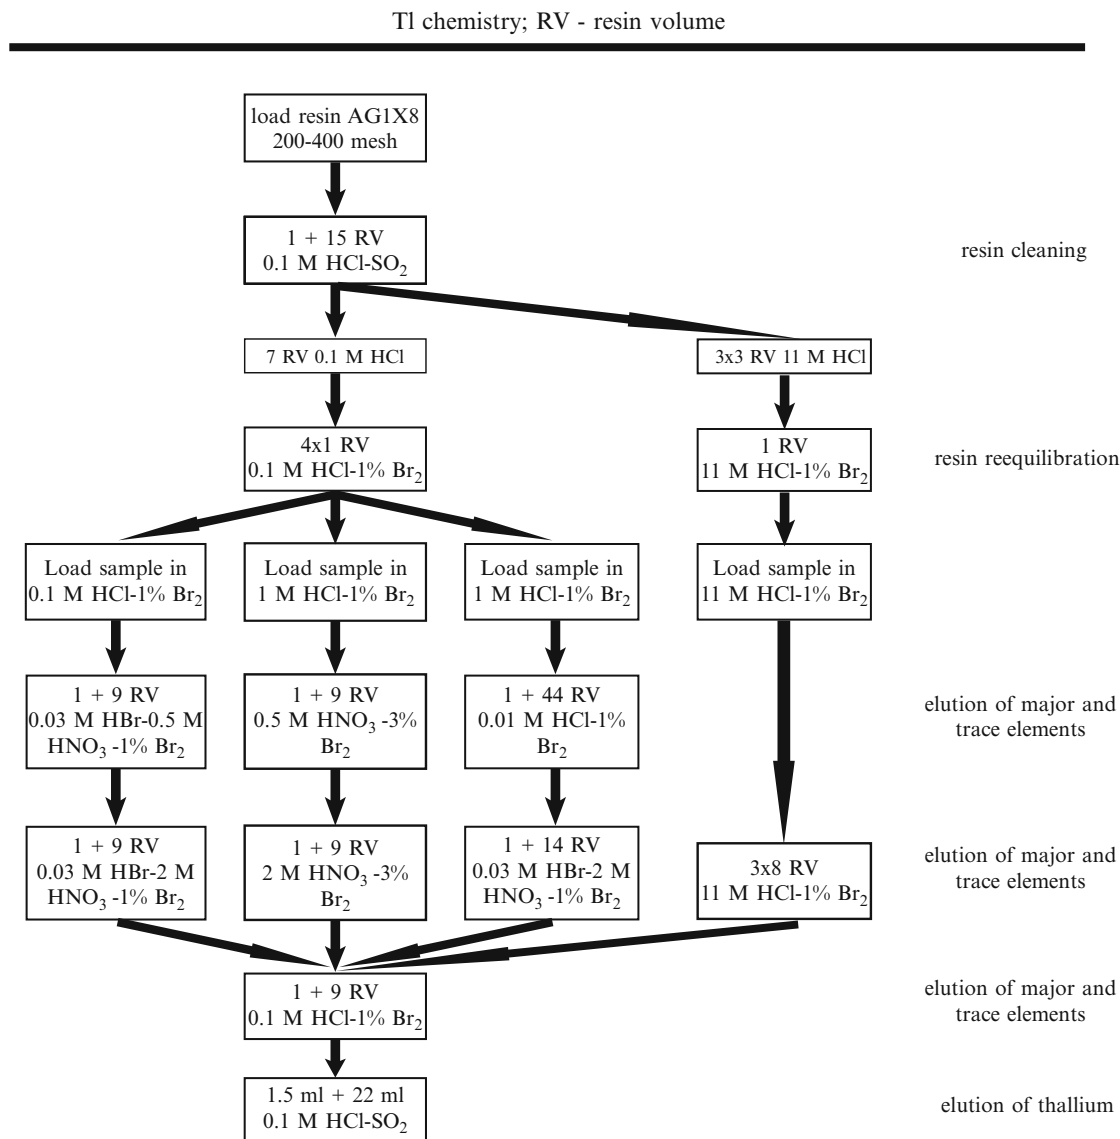 Tl chemistry; RV - resin volume
load resin AG1X8
200-400 mesh
1 + 15 RV
0.1 M HCl-SO₂
resin cleaning
7 RV 0.1 M HCl
3x3 RV 11 M HCl
4x1 RV
0.1 M HCl-1% Br₂
1 RV
11 M HCl-1% Br₂
resin reequilibration
Load sample in
0.1 M HCl-1% Br₂
Load sample in
1 M HCl-1% Br₂
Load sample in
1 M HCl-1% Br₂
Load sample in
11 M HCl-1% Br₂
1 + 9 RV
0.03 M HBr-0.5 M
HNO₃ -1% Br₂
1 + 9 RV
0.5 M HNO₃ -3%
Br₂
1 + 44 RV
0.01 M HCl-1%
Br₂
elution of major and
trace elements
1 + 9 RV
0.03 M HBr-2 M
HNO₃ -1% Br₂
1 + 9 RV
2 M HNO₃ -3%
Br₂
1 + 14 RV
0.03 M HBr-2 M
HNO₃ -1% Br₂
3x8 RV
11 M HCl-1% Br₂
elution of major and
trace elements
1 + 9 RV
0.1 M HCl-1% Br₂
elution of major and
trace elements
1.5 ml + 22 ml
0.1 M HCl-SO₂
elution of thallium